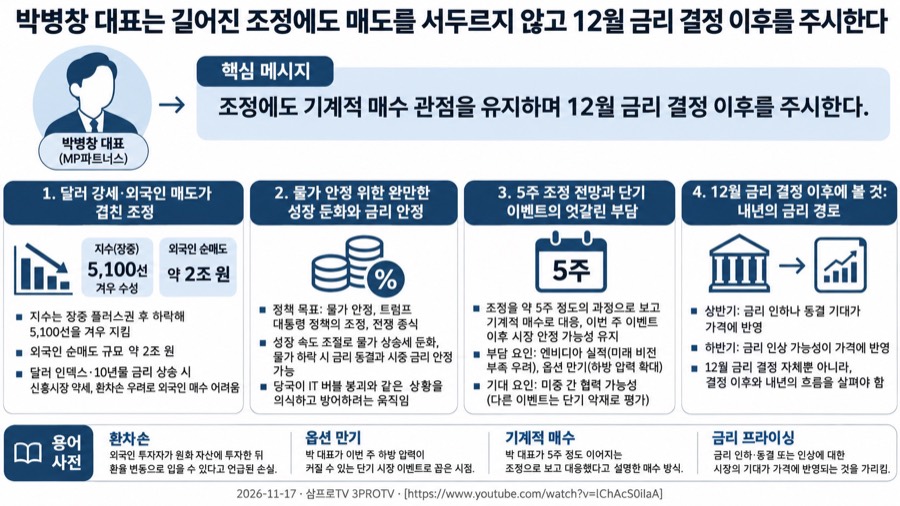 박병창 대표는 길어진 조정에도 매도를 서두르지 않고 12월 금리 결정 이후를 주시한다
핵심 메시지
조정에도 기계적 매수 관점을 유지하며 12월 금리 결정 이후를 주시한다.
박병창 대표
(MP파트너스)
1. 달러 강세·외국인 매도가
겹친 조정
지수(장중)
5,100선
겨우 수성
외국인 순매도
약 2조 원
■ 지수는 장중 플러스권 후 하락해
5,100선을 겨우 지킴
■ 외국인 순매도 규모 약 2조 원
■ 달러 인덱스·10년물 금리 상승 시
신흥시장 약세, 환차손 우려로 외국인 매수 어려움
2. 물가 안정 위한 완만한
성장 둔화와 금리 안정
%
■ 정책 목표: 물가 안정, 트럼프
대통령 정책의 조정, 전쟁 종식
■ 성장 속도 조절로 물가 상승세 둔화,
물가 하락 시 금리 동결과 시중 금리 안정
가능
■ 당국이 IT 버블 붕괴와 같은 상황을
의식하고 방어하려는 움직임
3. 5주 조정 전망과 단기
이벤트의 엇갈린 부담
5주
■ 조정을 약 5주 정도의 과정으로 보고
기계적 매수로 대응, 이번 주 이벤트
이후 시장 안정 가능성 유지
■ 부담 요인: 엔비디아 실적(미래 비전
부족 우려), 옵션 만기(하방 압력 확대)
■ 기대 요인: 미중 간 협력 가능성
(다른 이벤트는 단기 악재로 평가)
4. 12월 금리 결정 이후에 볼 것:
내년의 금리 경로
■ 상반기: 금리 인하나 동결 기대가
가격에 반영
■ 하반기: 금리 인상 가능성이 가격에 반영
■ 12월 금리 결정 자체뿐 아니라,
결정 이후와 내년의 흐름을 살펴야 함
용어
사전
환차손
외국인 투자자가 원화 자산에 투자한 뒤
환율 변동으로 입을 수 있다고 언급된 손실.
옵션 만기
박 대표가 이번 주 하방 압력이
커질 수 있는 단기 시장 이벤트로 꼽은 시점.
기계적 매수
박 대표가 5주 정도 이어지는
조정으로 보고 대응했다고 설명한 매수 방식.
금리 프라이싱
금리 인하·동결 또는 인상에 대한
시장의 기대가 가격에 반영되는 것을 가리킴.
2026-11-17 · 삼프로TV 3PROTV · [https://www.youtube.com/watch?v=lChAcS0iIaA]